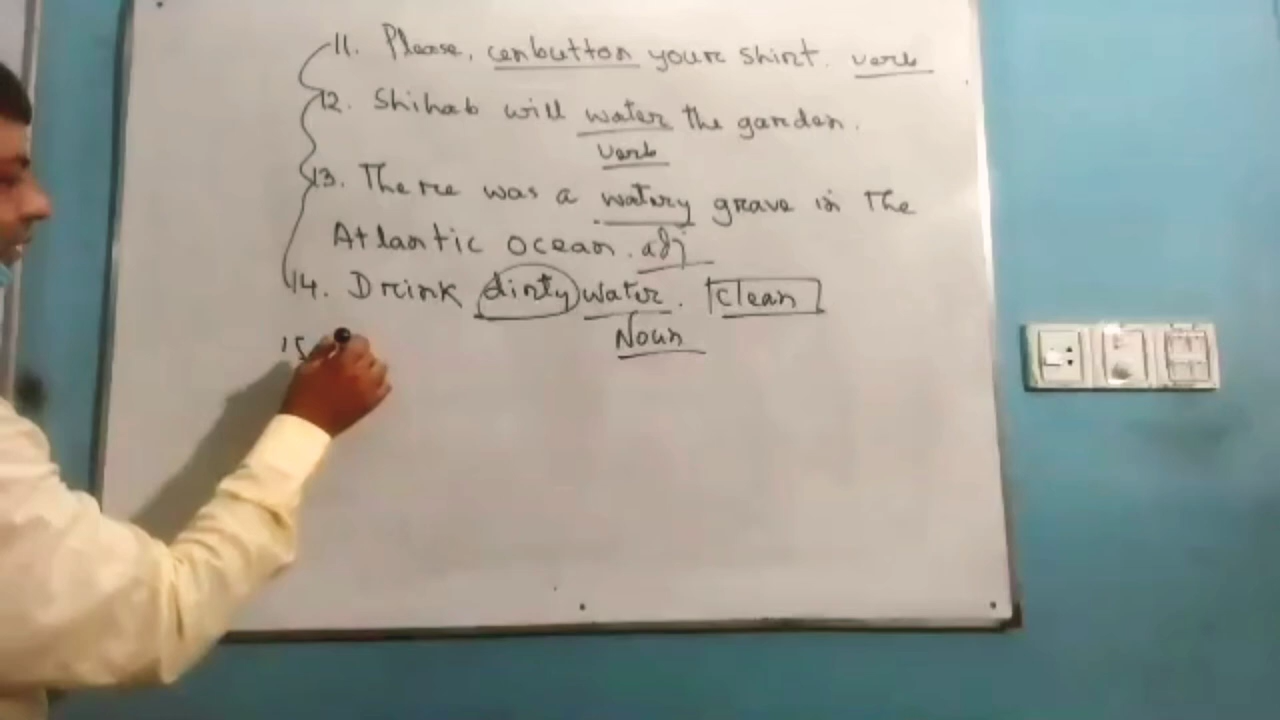 11. Please, cenbutton your shirt. verb
12. Shihab will water the garden.
verb
13. There was a watery grave in the
Atlantic ocean. adj
14. Drink dirty water. clean
Noun
15